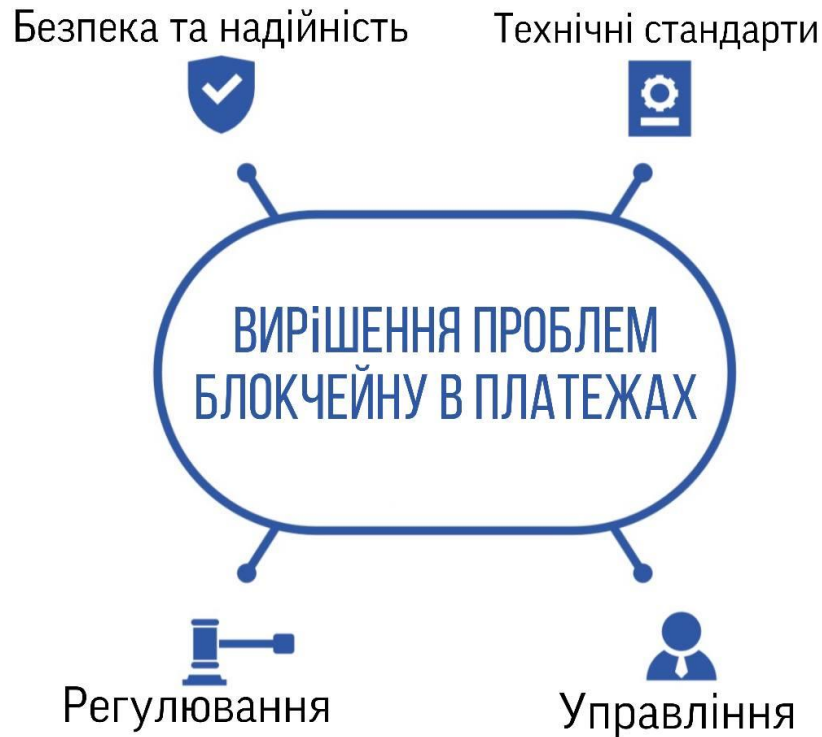 Безпека та надійність
Технічні стандарти
ВИРіШЕННЯ ПРОБЛЕМ
БЛОКЧЕЙНУ В ПЛАТЕЖАХ
Регулювання
Управління